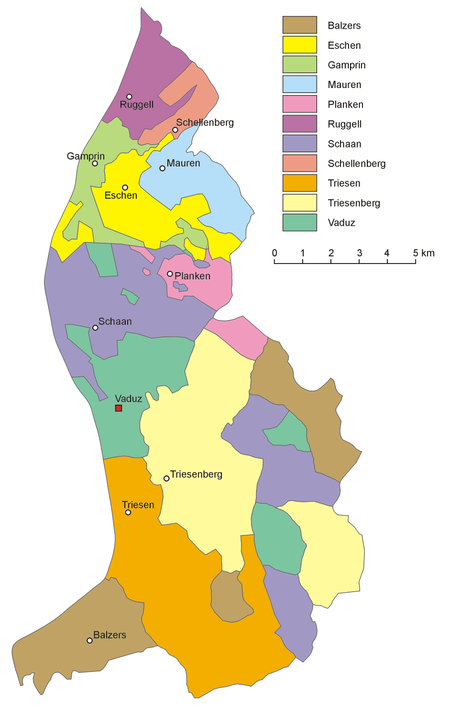 Balzers
Eschen
Gamprin
Mauren
Planken
Ruggell
Schaan
Schellenberg
Triesen
Triesenberg
Vaduz
0 1 2 3 4 5 km
Ruggell
Schellenberg
Gamprin
Mauren
Eschen
Planken
Schaan
Vaduz
Triesenberg
Triesen
Balzers